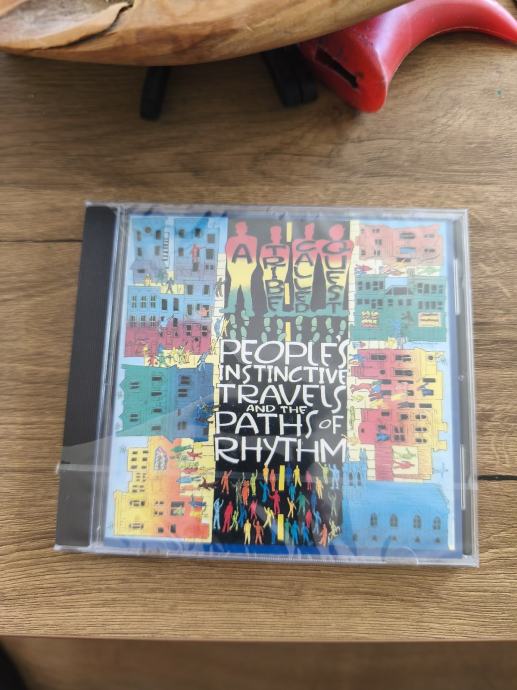 A TRIBE CALLED QUEST
PEOPLE'S
INSTINCTIVE
TRAVELS
AND THE
PATHS OF
RHYTHM